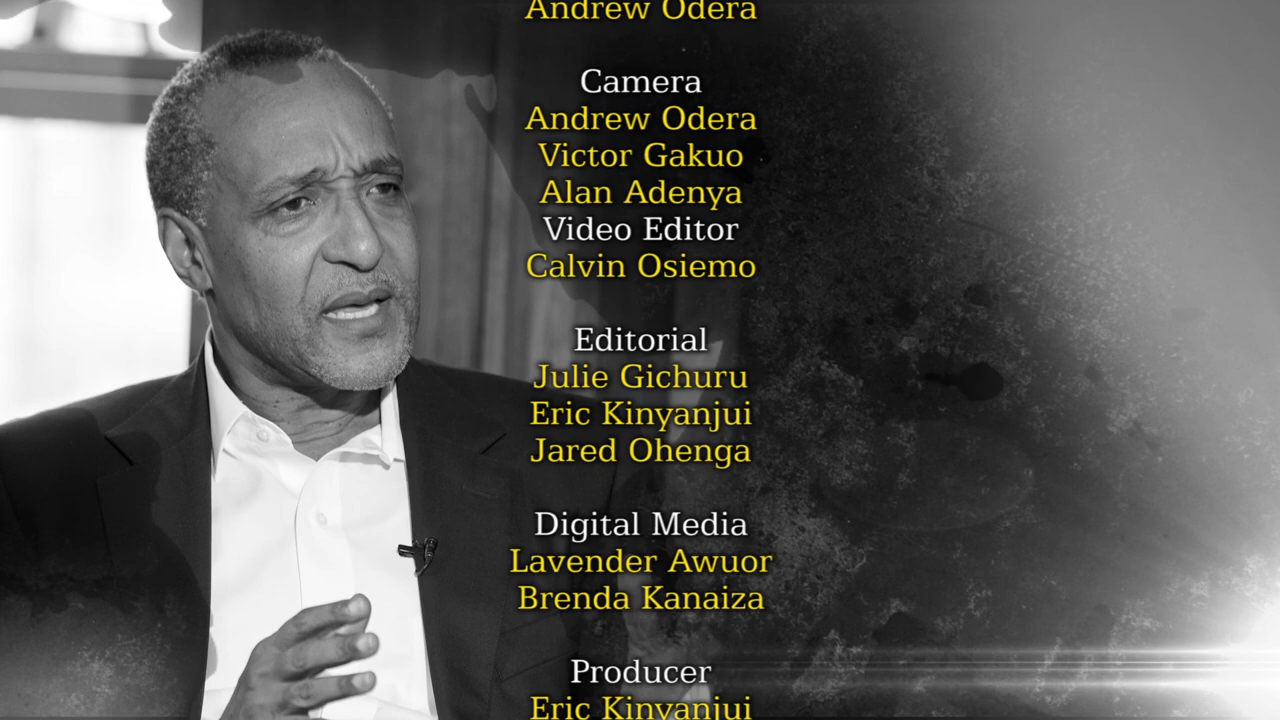 Andrew Odera
Camera
Andrew Odera
Victor Gakuo
Alan Adenya
Video Editor
Calvin Osiemo
Editorial
Julie Gichuru
Eric Kinyanjui
Jared Ohenga
Digital Media
Lavender Awuor
Brenda Kanaiza
Producer
Eric Kinyanjui